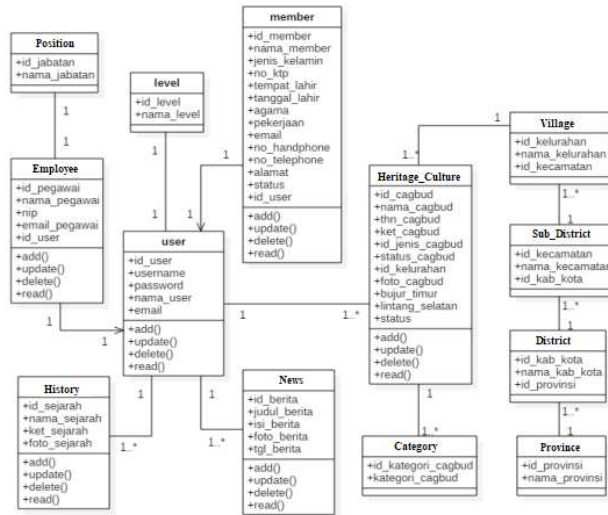 Position
+id_jabatan
+nama_jabatan
1
1
Employee
+id_pegawai
+nama_pegawai
+nip
+email_pegawai
+id_user
+add()
+update()
+delete()
+read()
1
1
level
+id_level
+nama_level
1
1
user
+id_user
+username
+password
+nama_user
+email
+add()
+update()
+delete()
+read()
member
+id_member
+nama_member
+jenis_kelamin
+no_ktp
+tempat_lahir
+tanggal_lahir
+agama
+pekerjaan
+email
+no_handphone
+no_telephone
+alamat
+status
+id_user
+add()
+update()
+delete()
+read()
1
1
History
+id_sejarah
+nama_sejarah
+ket_sejarah
+foto_sejarah
+add()
+update()
+delete()
+read()
1
1..*
News
+id_berita
+judul_berita
+isi_berita
+foto_berita
+tgl_berita
+add()
+update()
+delete()
+read()
1
1..*
Heritage_Culture
+id_cagbud
+nama_cagbud
+thn_cagbud
+ket_cagbud
+id_jenis_cagbud
+status_cagbud
+id_kelurahan
+foto_cagbud
+bujur_timur
+lintang_selatan
+status
+add()
+update()
+delete()
+read()
1
1..*
1
1..*
Category
+id_kategori_cagbud
+kategori_cagbud
1
1..*
Village
+id_kelurahan
+nama_kelurahan
+id_kecamatan
1..*
1
Sub_District
+id_kecamatan
+nama_kecamatan
+id_kab_kota
1..*
1
District
+id_kab_kota
+nama_kab_kota
+id_provinsi
1..*
1
Province
+id_provinsi
+nama_provinsi